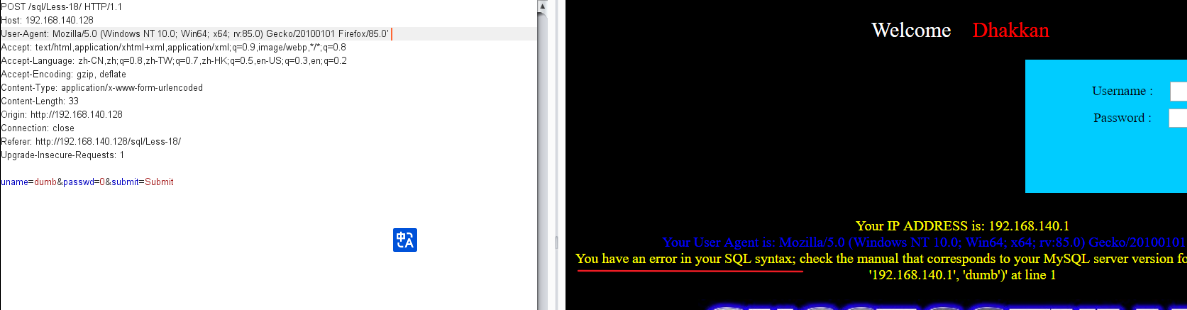 POST /sql/Less-18/ HTTP/1.1
Host: 192.168.140.128
User-Agent: Mozilla/5.0 (Windows NT 10.0; Win64; x64; rv:85.0) Gecko/20100101 Firefox/85.0'
Accept: text/html,application/xhtml+xml,application/xml;q=0.9,image/webp,*/*;q=0.8
Accept-Language: zh-CN,zh;q=0.8,zh-TW;q=0.7,zh-HK;q=0.5,en-US;q=0.3,en;q=0.2
Accept-Encoding: gzip, deflate
Content-Type: application/x-www-form-urlencoded
Content-Length: 33
Origin: http://192.168.140.128
Connection: close
Referer: http://192.168.140.128/sql/Less-18/
Upgrade-Insecure-Requests: 1
uname=dumb&passwd=0&submit=Submit
中A
Welcome Dhakkan
Username :
Password :
Your IP ADDRESS is: 192.168.140.1
Your User Agent is: Mozilla/5.0 (Windows NT 10.0; Win64; x64; rv:85.0) Gecko/20100101
You have an error in your SQL syntax; check the manual that corresponds to your MySQL server version fo
'192.168.140.1', 'dumb')' at line 1